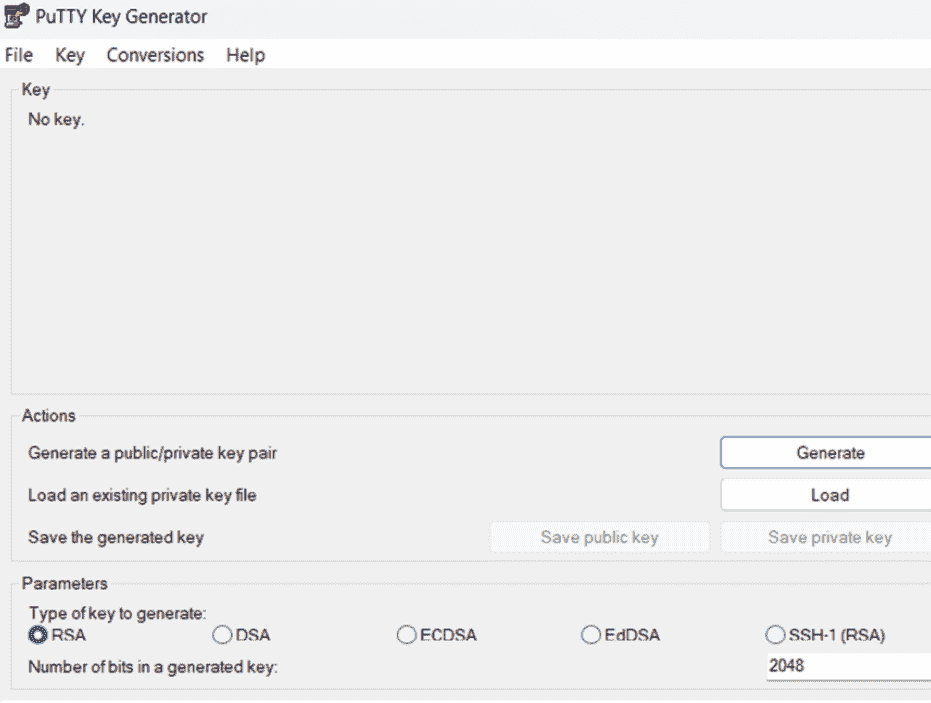 PuTTY Key Generator
File Key Conversions Help
Key
No key.
Actions
Generate a public/private key pair
Generate
Load an existing private key file
Load
Save the generated key
Save public key
Save private key
Parameters
Type of key to generate:
RSA DSA ECDSA EdDSA SSH-1 (RSA)
Number of bits in a generated key:
2048